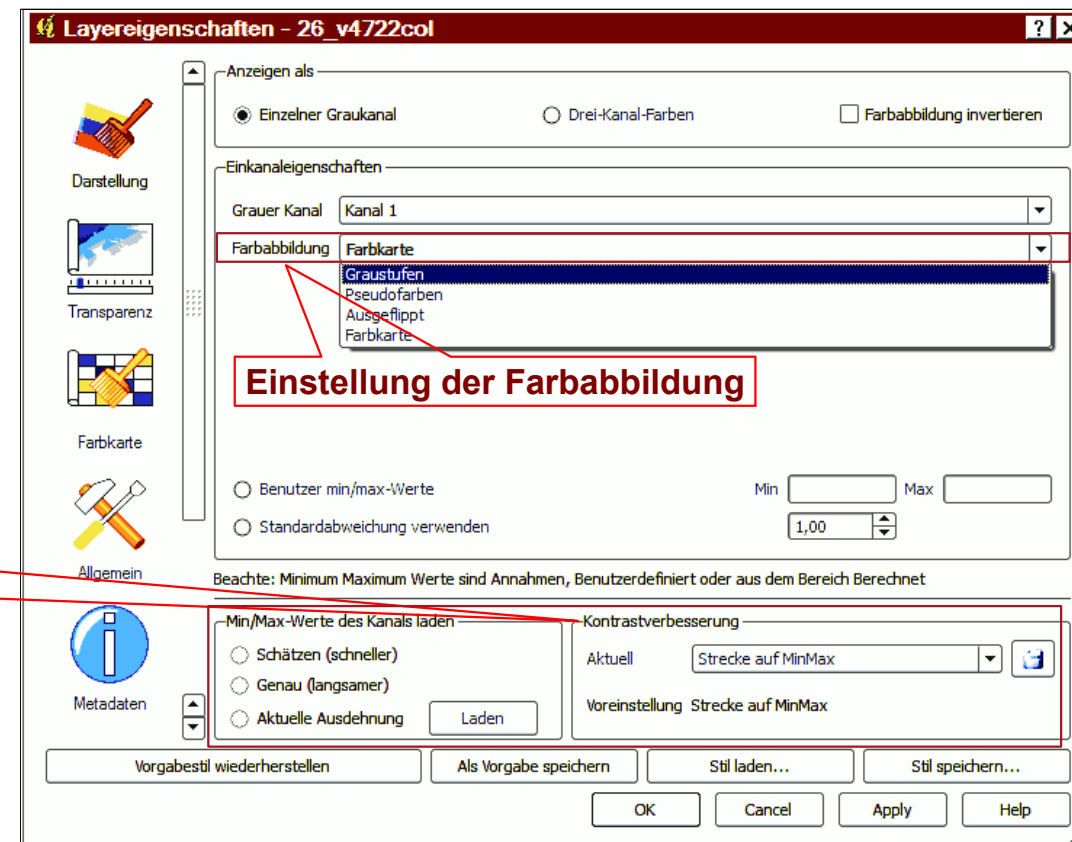 Layereigenschaften - 26_v4722col
Anzeigen als
Einzelner Graukanal
Drei-Kanal-Farben
Farbabbildung invertieren
Darstellung
Einkanaleigenschaften
Grauer Kanal
Kanal 1
Farbabbildung
Farbkarte
Graustufen
Pseudofarben
Ausgeflippt
Farbkarte
Transparenz
Einstellung der Farbabbildung
Farbkarte
Benutzer min/max-Werte
Min
Max
Standardabweichung verwenden
1,00
Allgemein
Beachte: Minimum Maximum Werte sind Annahmen, Benutzerdefiniert oder aus dem Bereich Berechnet
Min/Max-Werte des Kanals laden
Schätzen (schneller)
Genau (langsamer)
Aktuelle Ausdehnung
Laden
Kontrastverbesserung
Aktuell
Strecke auf MinMax
Voreinstellung Strecke auf MinMax
Metadaten
Vorgabestil wiederherstellen
Als Vorgabe speichern
Stil laden...
Stil speichern...
OK
Cancel
Apply
Help